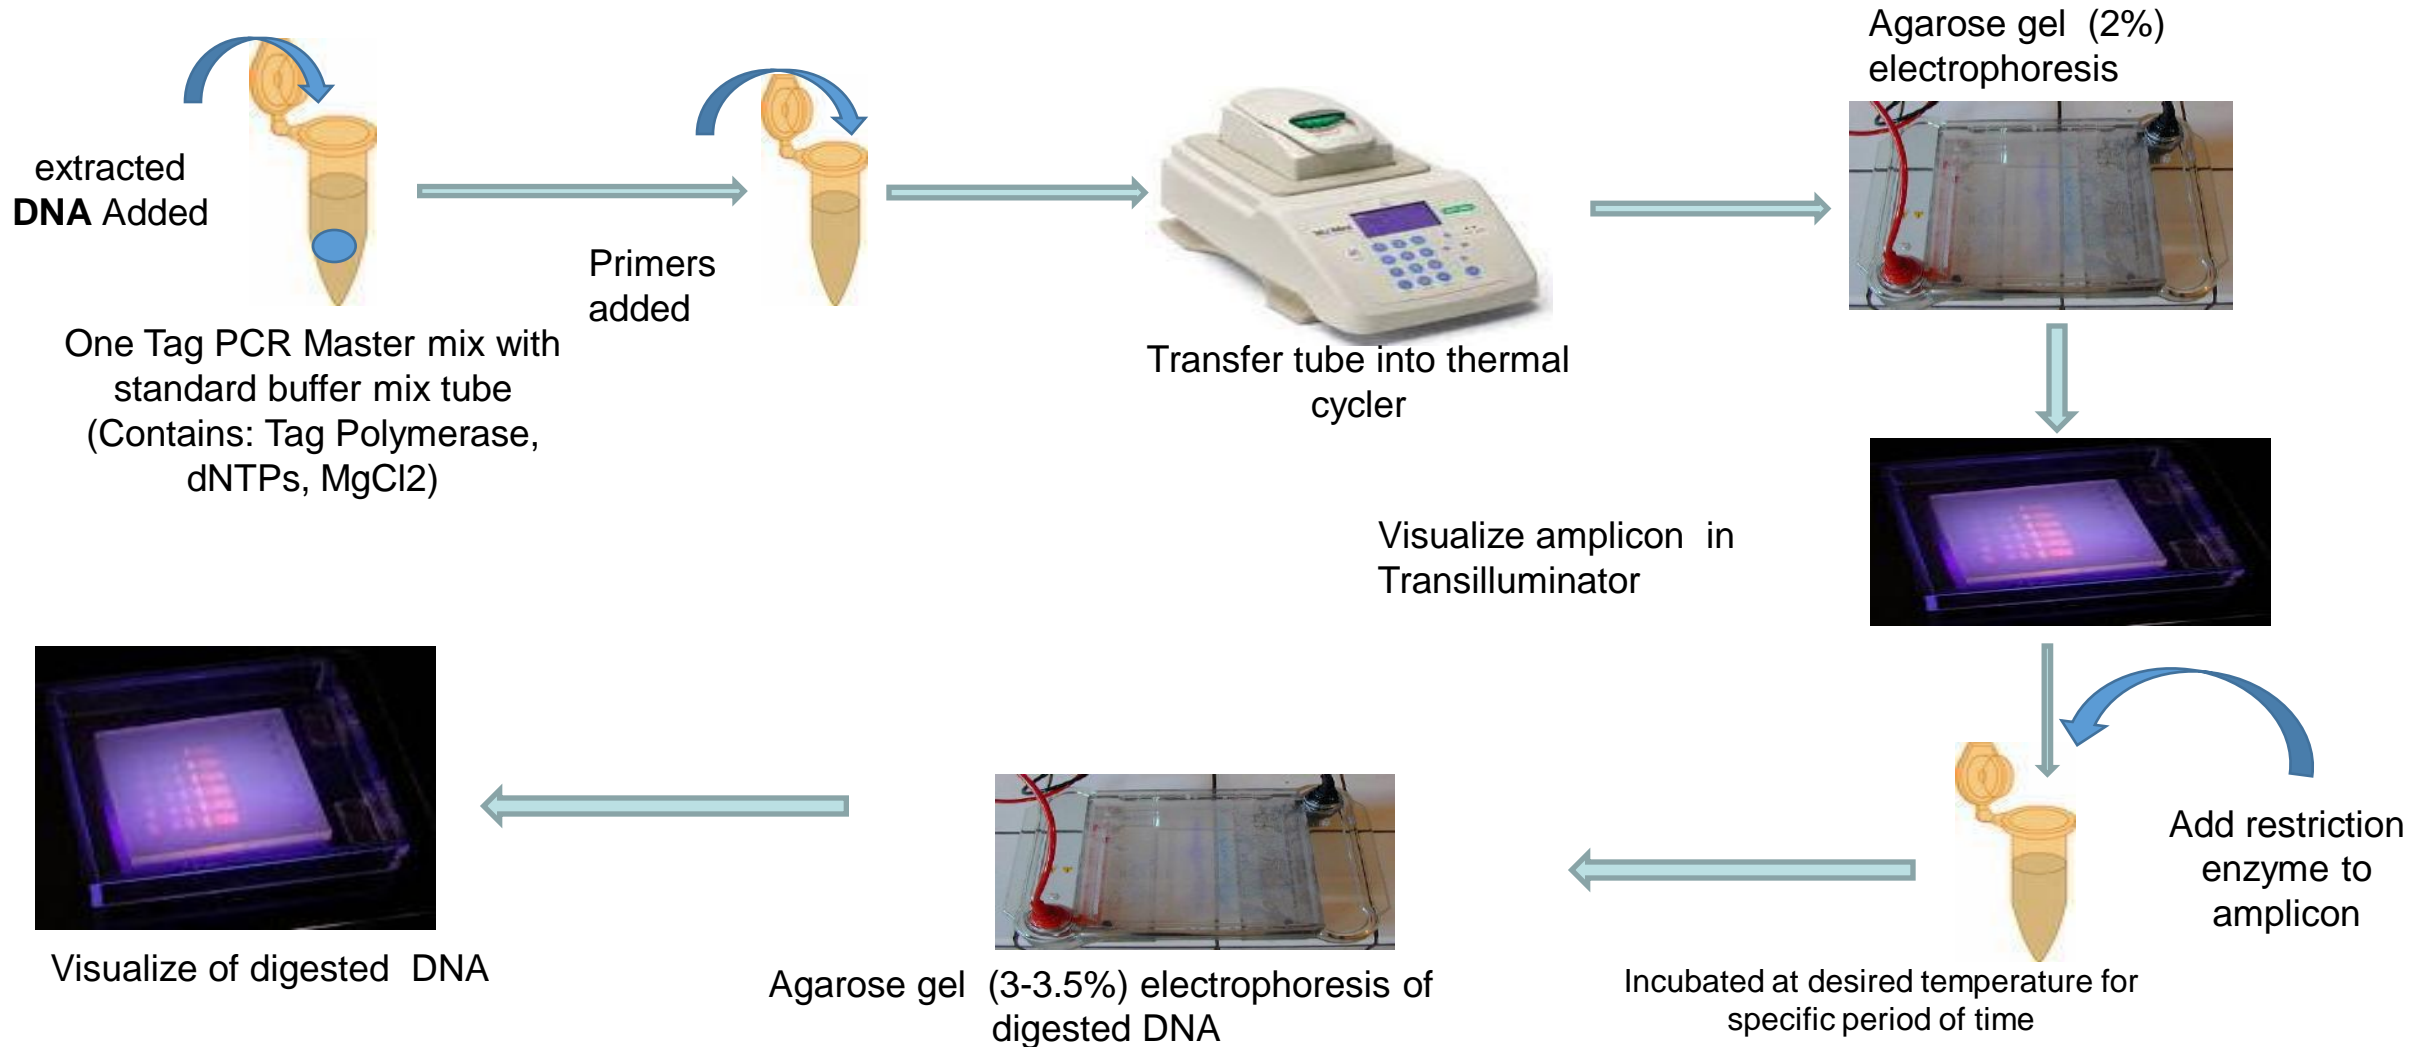 extracted
DNA Added
One Tag PCR Master mix with
standard buffer mix tube
(Contains: Tag Polymerase,
dNTPs, MgCl2)
Primers
added
Transfer tube into thermal
cycler
Agarose gel (2%)
electrophoresis
Visualize amplicon in
Transilluminator
Add restriction
enzyme to
amplicon
Incubated at desired temperature for
specific period of time
Agarose gel (3-3.5%) electrophoresis of
digested DNA
Visualize of digested DNA